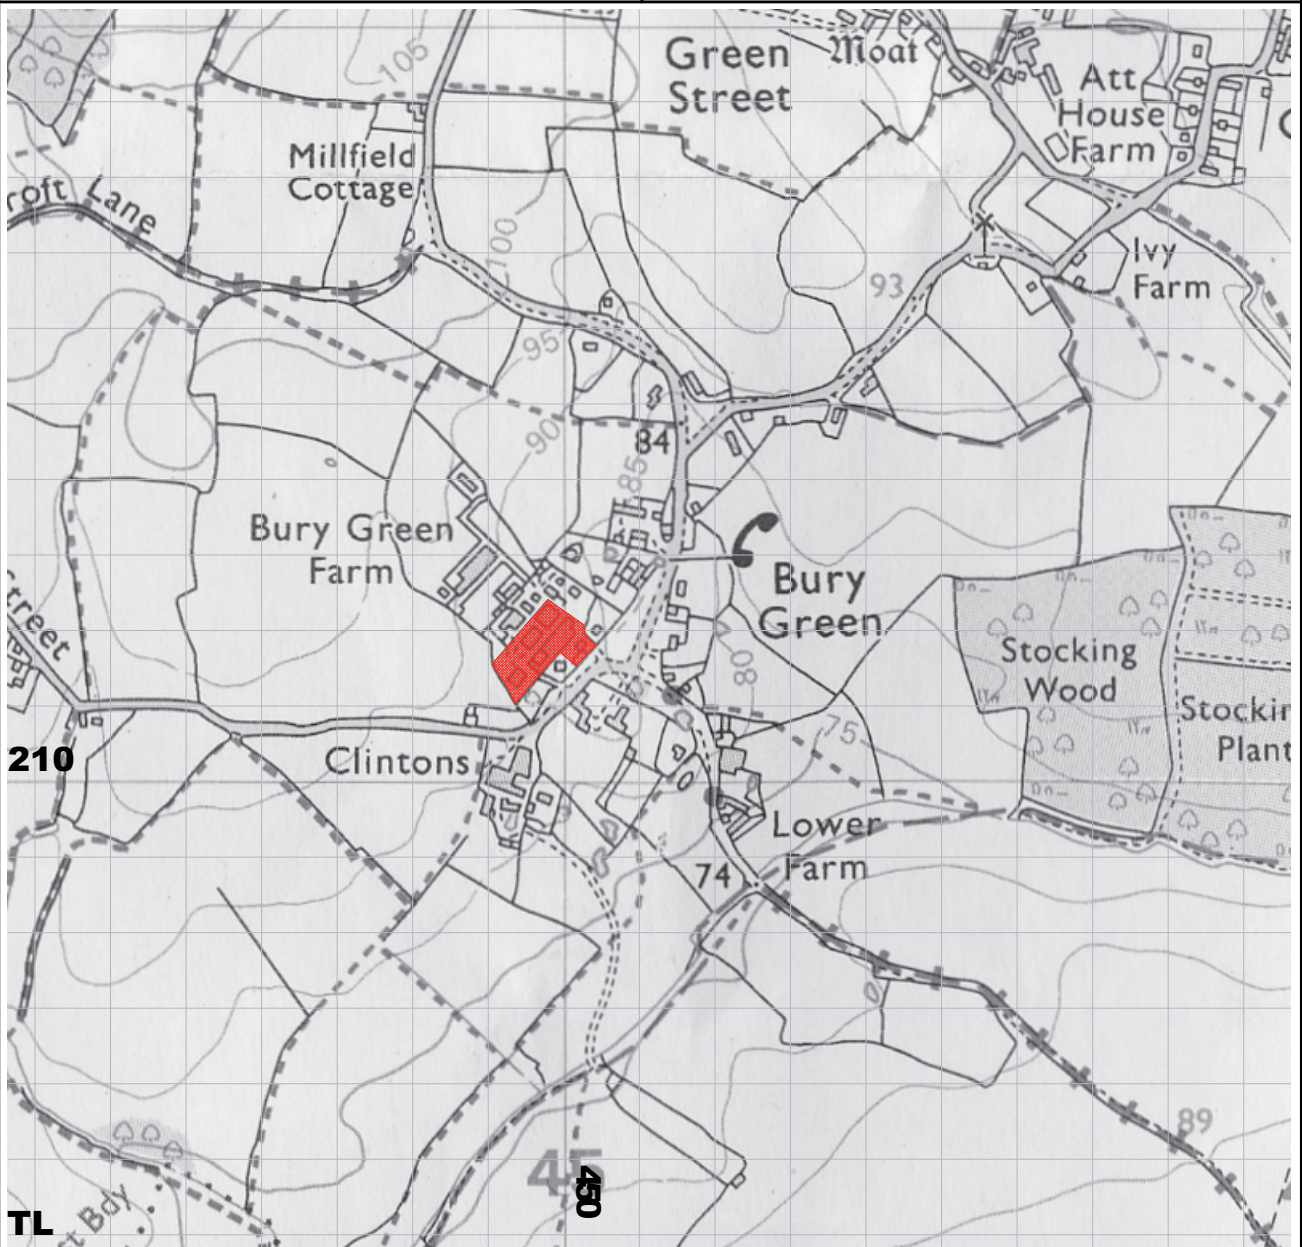 105
Green
Street
Moat
Att
House
Farm
Millfield
Cottage
roft Lane
100
93
Ivy
Farm
95
90
84
85
Bury Green
Farm
Bury
Green
treet
80
Stocking
Wood
Stockin
Plant
75
210
Clintons
Lower
Farm
74
89
45
450
TL
st Bdy